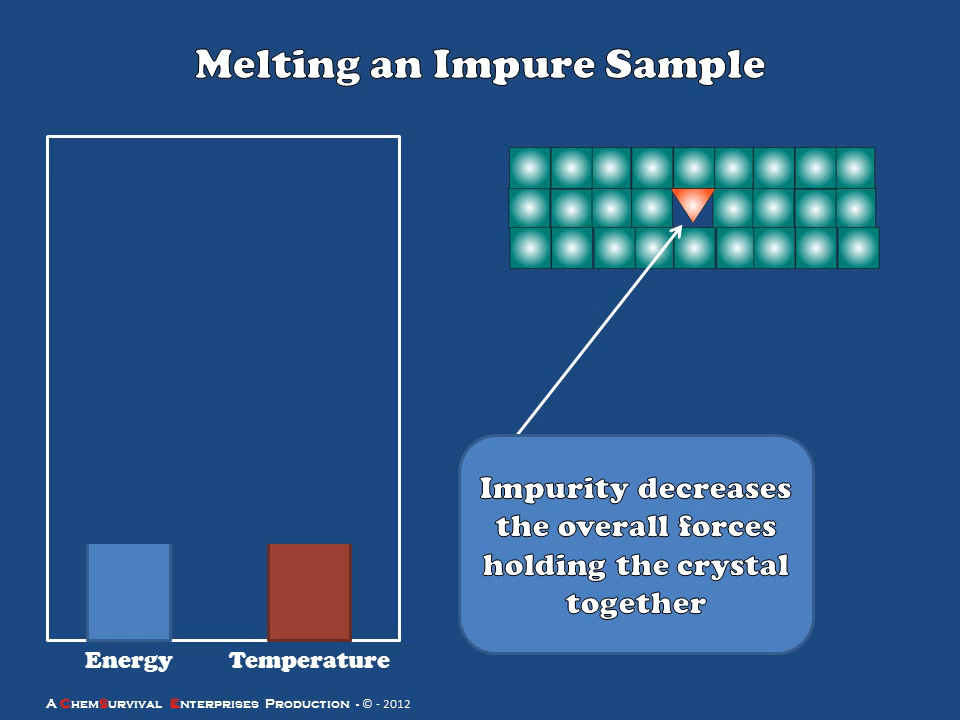 Melting an Impure Sample
Impurity decreases
the overall forces
holding the crystal
together
Energy Temperature
A ChemSurvival Enterprises Production - © - 2012